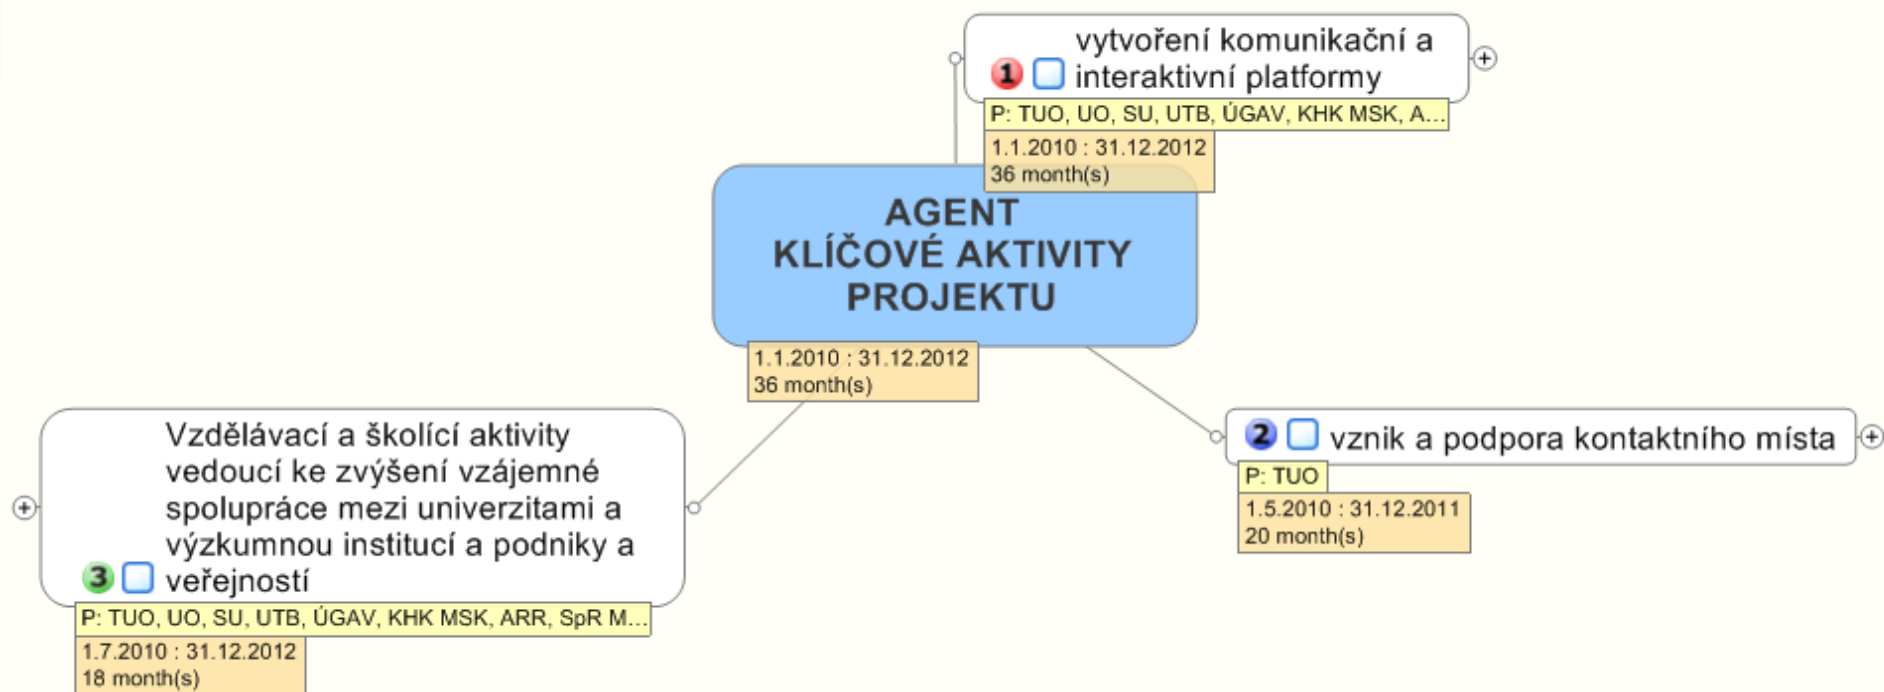 vytvoření komunikační a
1 interaktivní platformy
P: TUO, UO, SU, UTB, ÚGAV, KHK MSK, A...
1.1.2010 : 31.12.2012
36 month(s)
AGENT
KLÍČOVÉ AKTIVITY
PROJEKTU
1.1.2010 : 31.12.2012
36 month(s)
2 vznik a podpora kontaktního místa
P: TUO
1.5.2010 : 31.12.2011
20 month(s)
Vzdělávací a školící aktivity
vedoucí ke zvýšení vzájemné
spolupráce mezi univerzitami a
výzkumnou institucí a podniky a
3 veřejností
P: TUO, UO, SU, UTB, ÚGAV, KHK MSK, ARR, SpR M...
1.7.2010 : 31.12.2012
18 month(s)